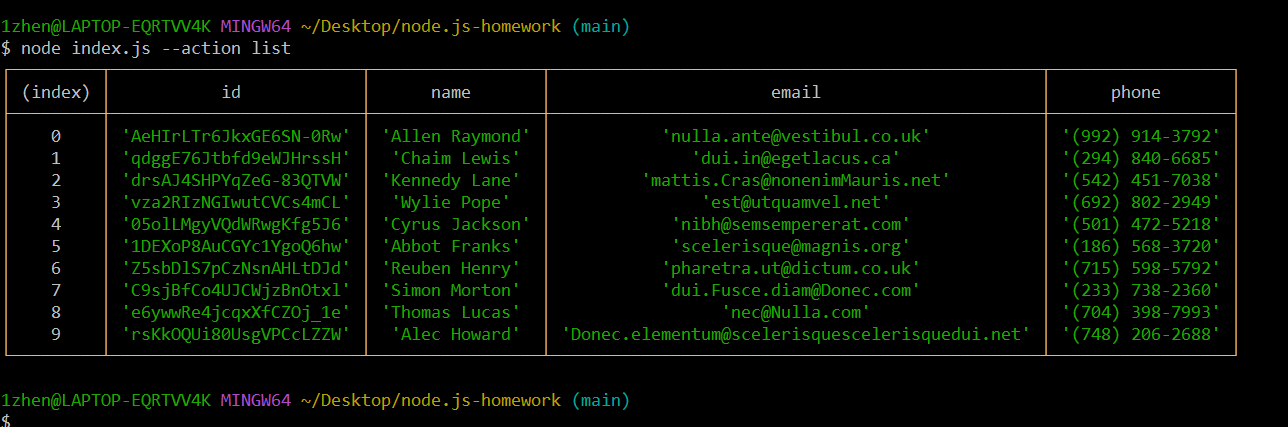 1zhen@LAPTOP-EQRTVV4K MINGW64 ~/Desktop/node.js-homework (main)
$ node index.js --action list
(index) id name email phone
0 'AeHIrLTr6JkxGE6SN-0Rw' 'Allen Raymond' 'nulla.ante@vestibul.co.uk' '(992) 914-3792'
1 'qdggE76Jtbfd9eWJHrssH' 'Chaim Lewis' 'dui.in@egetlacus.ca' '(294) 840-6685'
2 'drsAJ4SHPYqZeG-83QTVW' 'Kennedy Lane' 'mattis.Cras@nonenimMauris.net' '(542) 451-7038'
3 'vza2RIzNGIwutCVCs4mCL' 'Wylie Pope' 'est@utquamvel.net' '(692) 802-2949'
4 '05olLMgyVQdWRwgKfg5J6' 'Cyrus Jackson' 'nibh@semsempererat.com' '(501) 472-5218'
5 '1DEXoP8AuCGYc1YgoQ6hw' 'Abbot Franks' 'scelerisque@magnis.org' '(186) 568-3720'
6 'Z5sbDlS7pCzNsnAHLtDJd' 'Reuben Henry' 'pharetra.ut@dictum.co.uk' '(715) 598-5792'
7 'C9sjBfCo4UJCWjzBnOtxl' 'Simon Morton' 'dui.Fusce.diam@Donec.com' '(233) 738-2360'
8 'e6ywwRe4jcqxXfCZOj_1e' 'Thomas Lucas' 'nec@Nulla.com' '(704) 398-7993'
9 'rsKkOQUi80UsgVPCcLZZW' 'Alec Howard' 'Donec.elementum@scelerisquescelerisquedui.net' '(748) 206-2688'
1zhen@LAPTOP-EQRTVV4K MINGW64 ~/Desktop/node.js-homework (main)
$